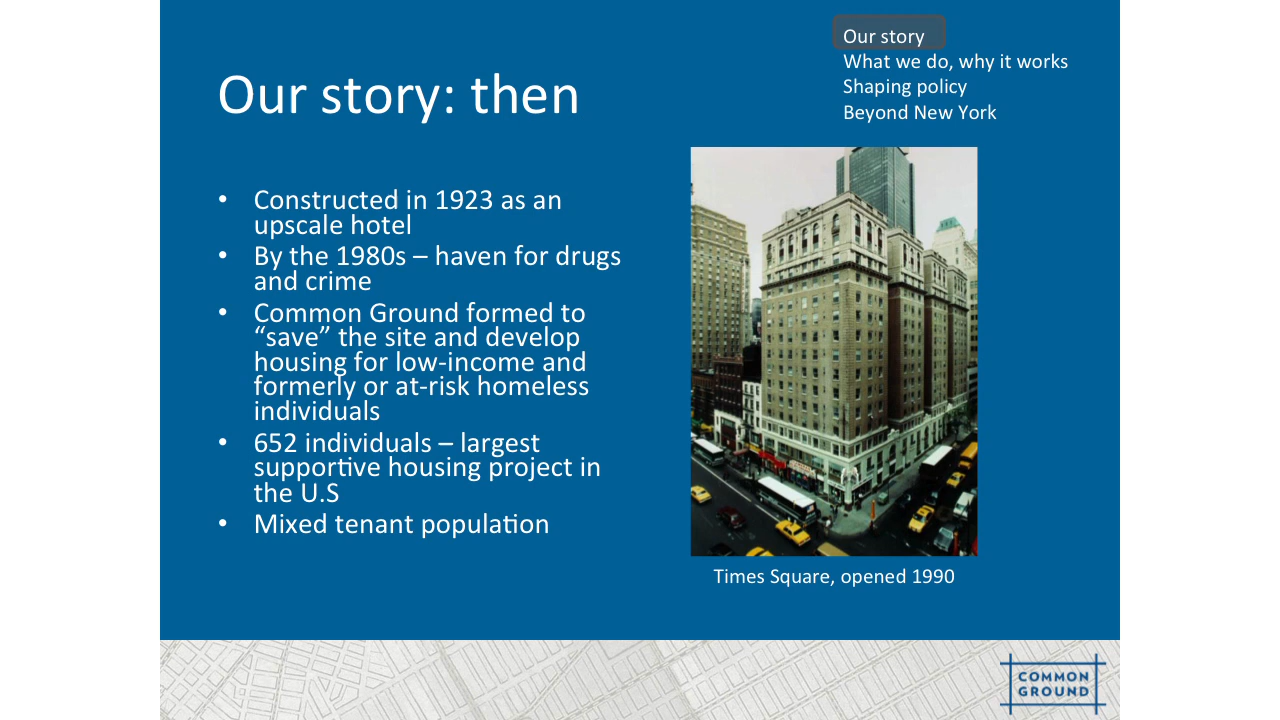 Our story
What we do, why it works
Shaping policy
Beyond New York
Our story: then
• Constructed in 1923 as an
upscale hotel
• By the 1980s – haven for drugs
and crime
• Common Ground formed to
“save” the site and develop
housing for low-income and
formerly or at-risk homeless
individuals
• 652 individuals – largest
supportive housing project in
the U.S
• Mixed tenant population
Times Square, opened 1990
COMMON
GROUND